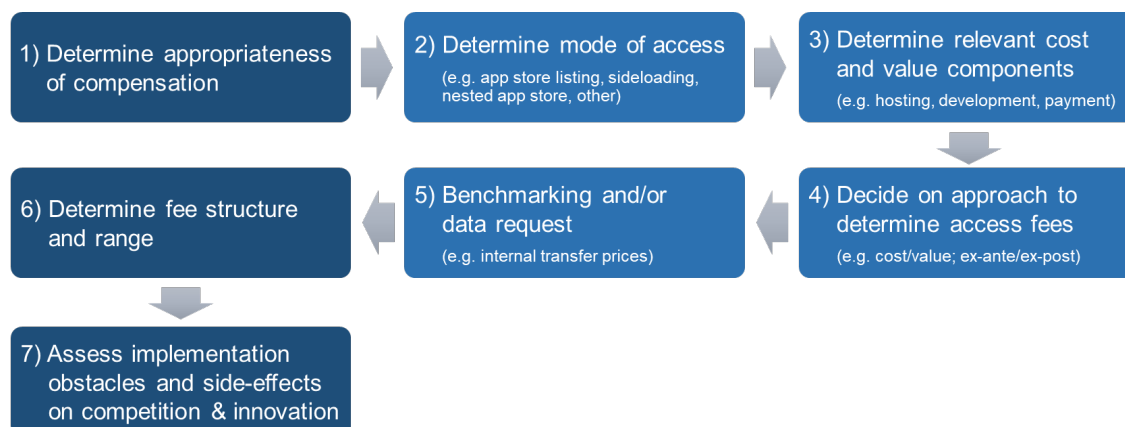 1) Determine appropriateness
of compensation
2) Determine mode of access
(e.g. app store listing, sideloading,
nested app store, other)
3) Determine relevant cost
and value components
(e.g. hosting, development, payment)
4) Decide on approach to
determine access fees
(e.g. cost/value; ex-ante/ex-post)
5) Benchmarking and/or
data request
(e.g. internal transfer prices)
6) Determine fee structure
and range
7) Assess implementation
obstacles and side-effects
on competition & innovation